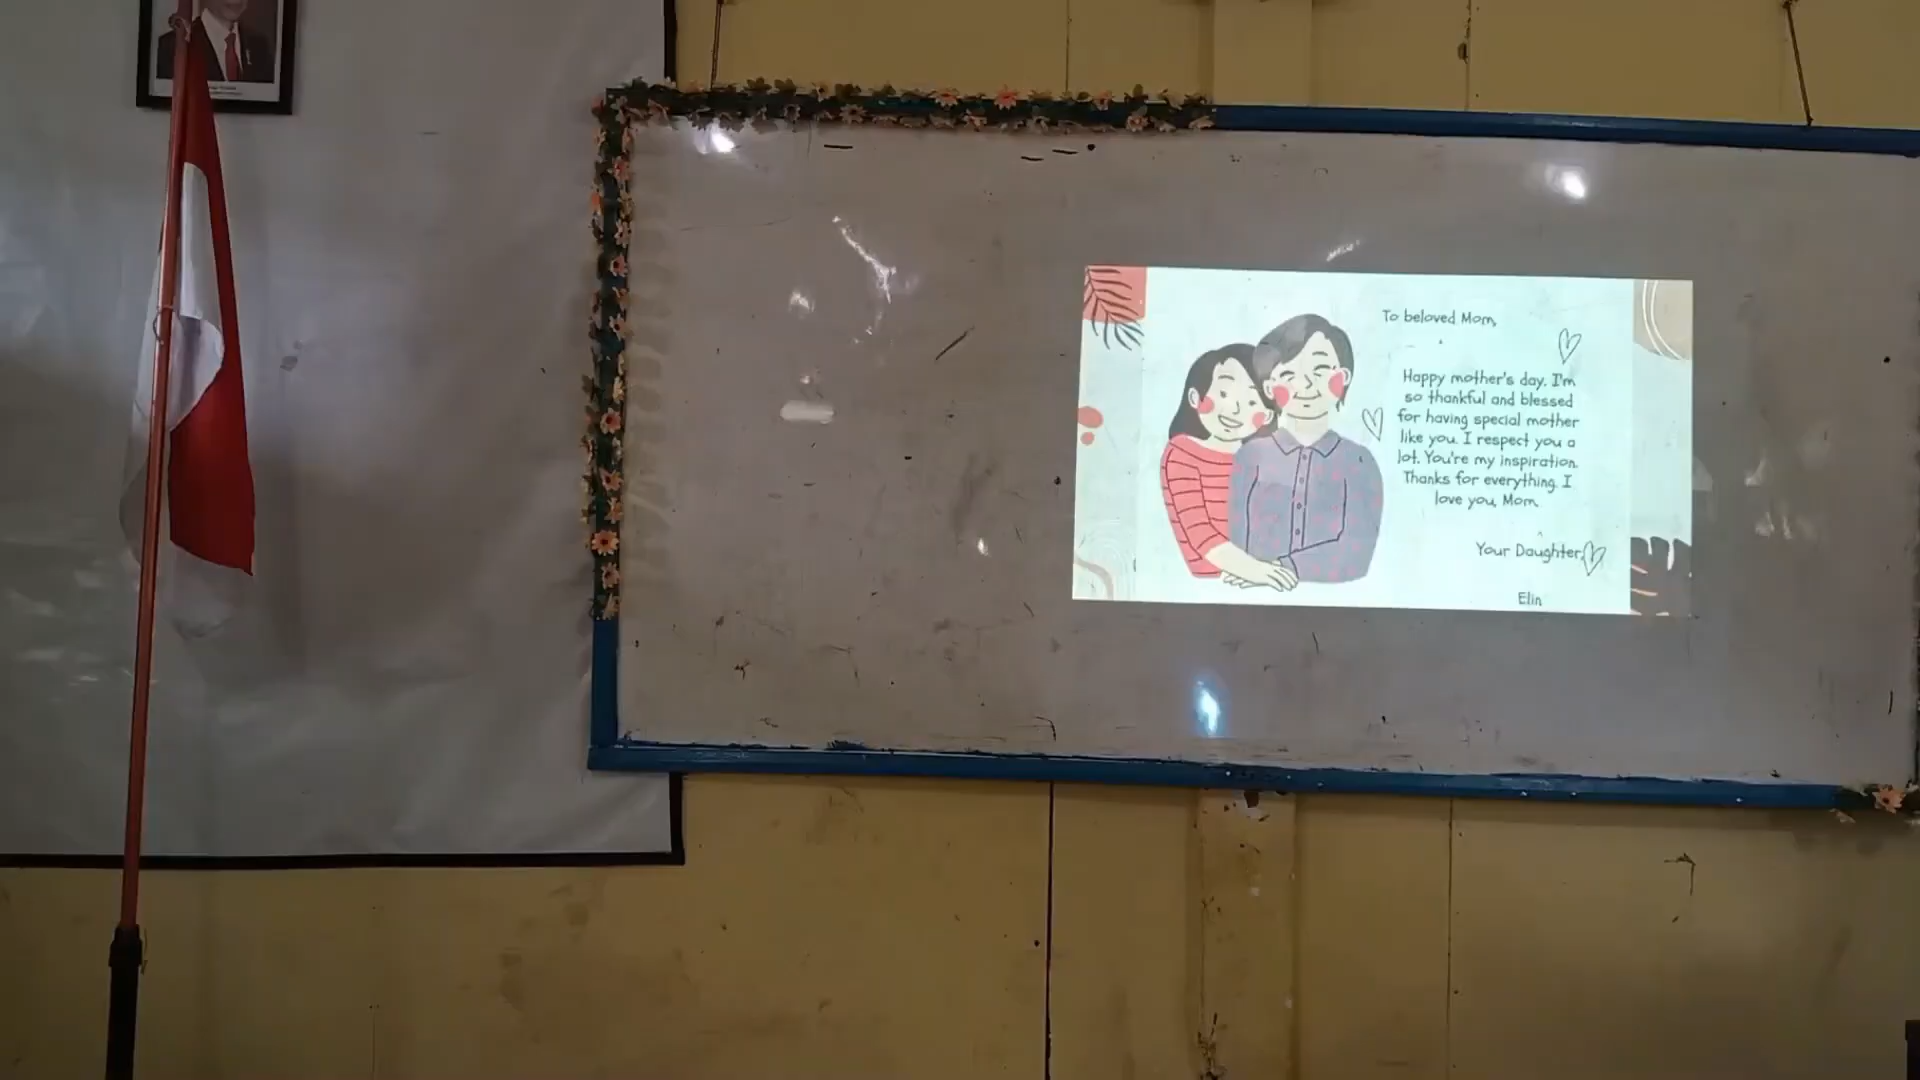 To beloved Mom,
Happy mother's day. I'm
so thankful and blessed
for having special mother
like you. I respect you a
lot. You're my inspiration.
Thanks for everything. I
love you, Mom.
Your Daughter,
Elin